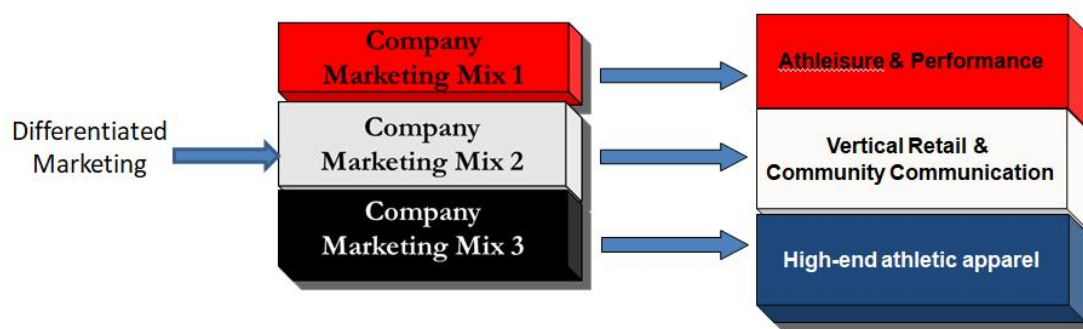 Differentiated
Marketing
Company
Marketing Mix 1
Company
Marketing Mix 2
Company
Marketing Mix 3
Athleisure & Performance
Vertical Retail &
Community Communication
High-end athletic apparel